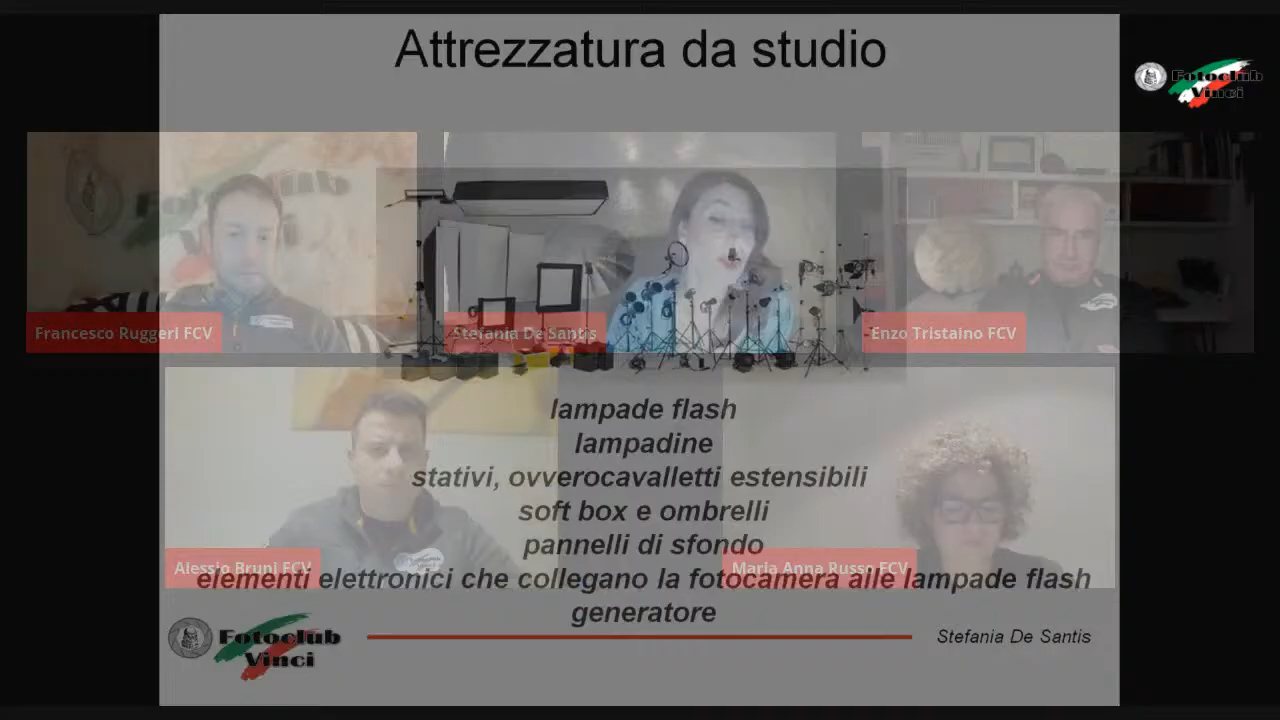 Attrezzatura da studio
Fotoclub
Vinci
Francesco Ruggeri FCV
Stefania De Santis
Enzo Tristaino FCV
lampade flash
lampadine
stativi, ovverocavalletti estensibili
soft box e ombrelli
pannelli di sfondo
Alessio Bruni FCV
Maria Anna Russo FCV
elementi elettronici che collegano la fotocamera alle lampade flash
generatore
Fotoclub
Vinci
Stefania De Santis